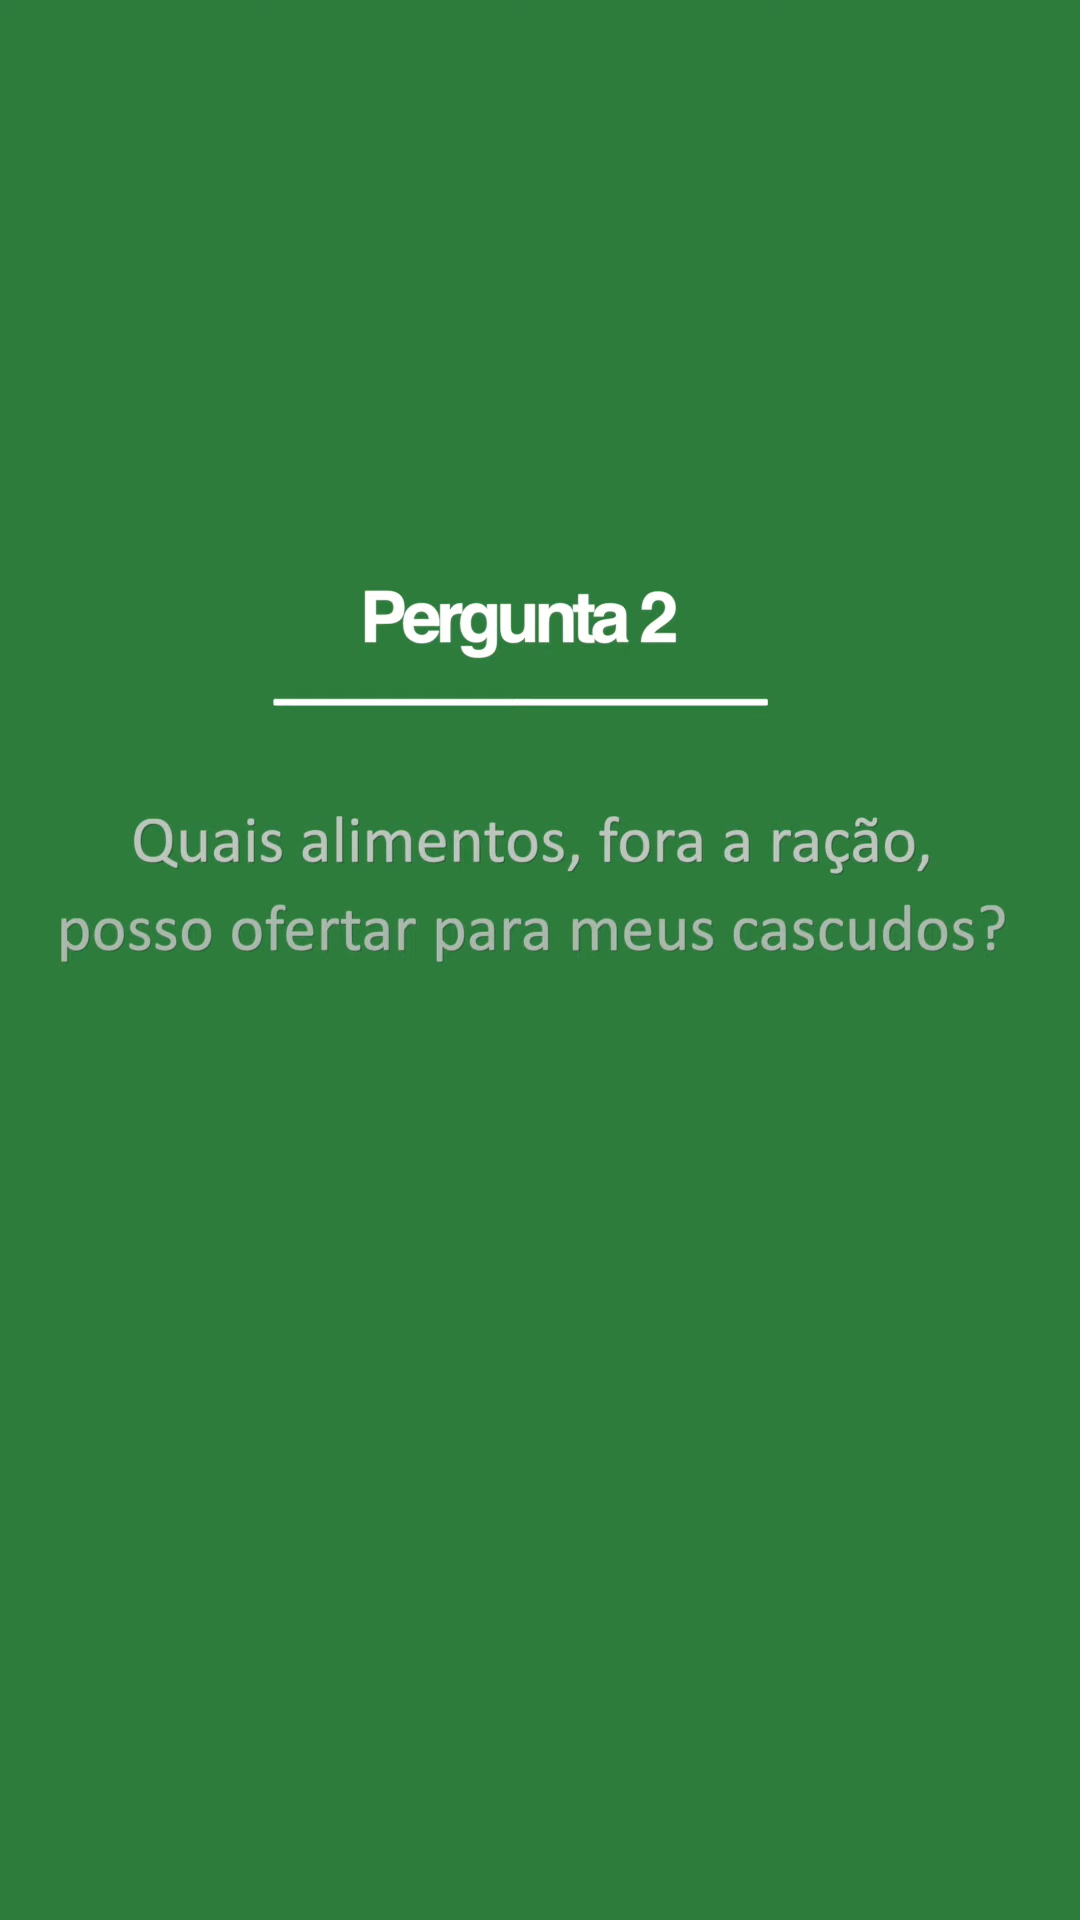 Pergunta 2
Quais alimentos, fora a ração,
posso ofertar para meus cascudos?